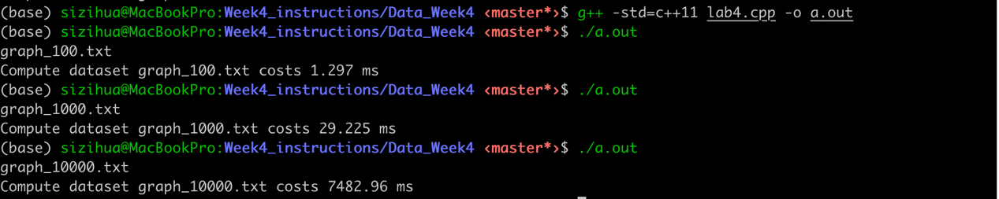 (base) sizihua@MacBookPro:Week4_instructions/Data_Week4 ‹master*›$ g++ -std=c++11 lab4.cpp -o a.out
(base) sizihua@MacBookPro:Week4_instructions/Data_Week4 ‹master*›$ ./a.out
graph_100.txt
Compute dataset graph_100.txt costs 1.297 ms
(base) sizihua@MacBookPro:Week4_instructions/Data_Week4 ‹master*›$ ./a.out
graph_1000.txt
Compute dataset graph_1000.txt costs 29.225 ms
(base) sizihua@MacBookPro:Week4_instructions/Data_Week4 ‹master*›$ ./a.out
graph_10000.txt
Compute dataset graph_10000.txt costs 7482.96 ms